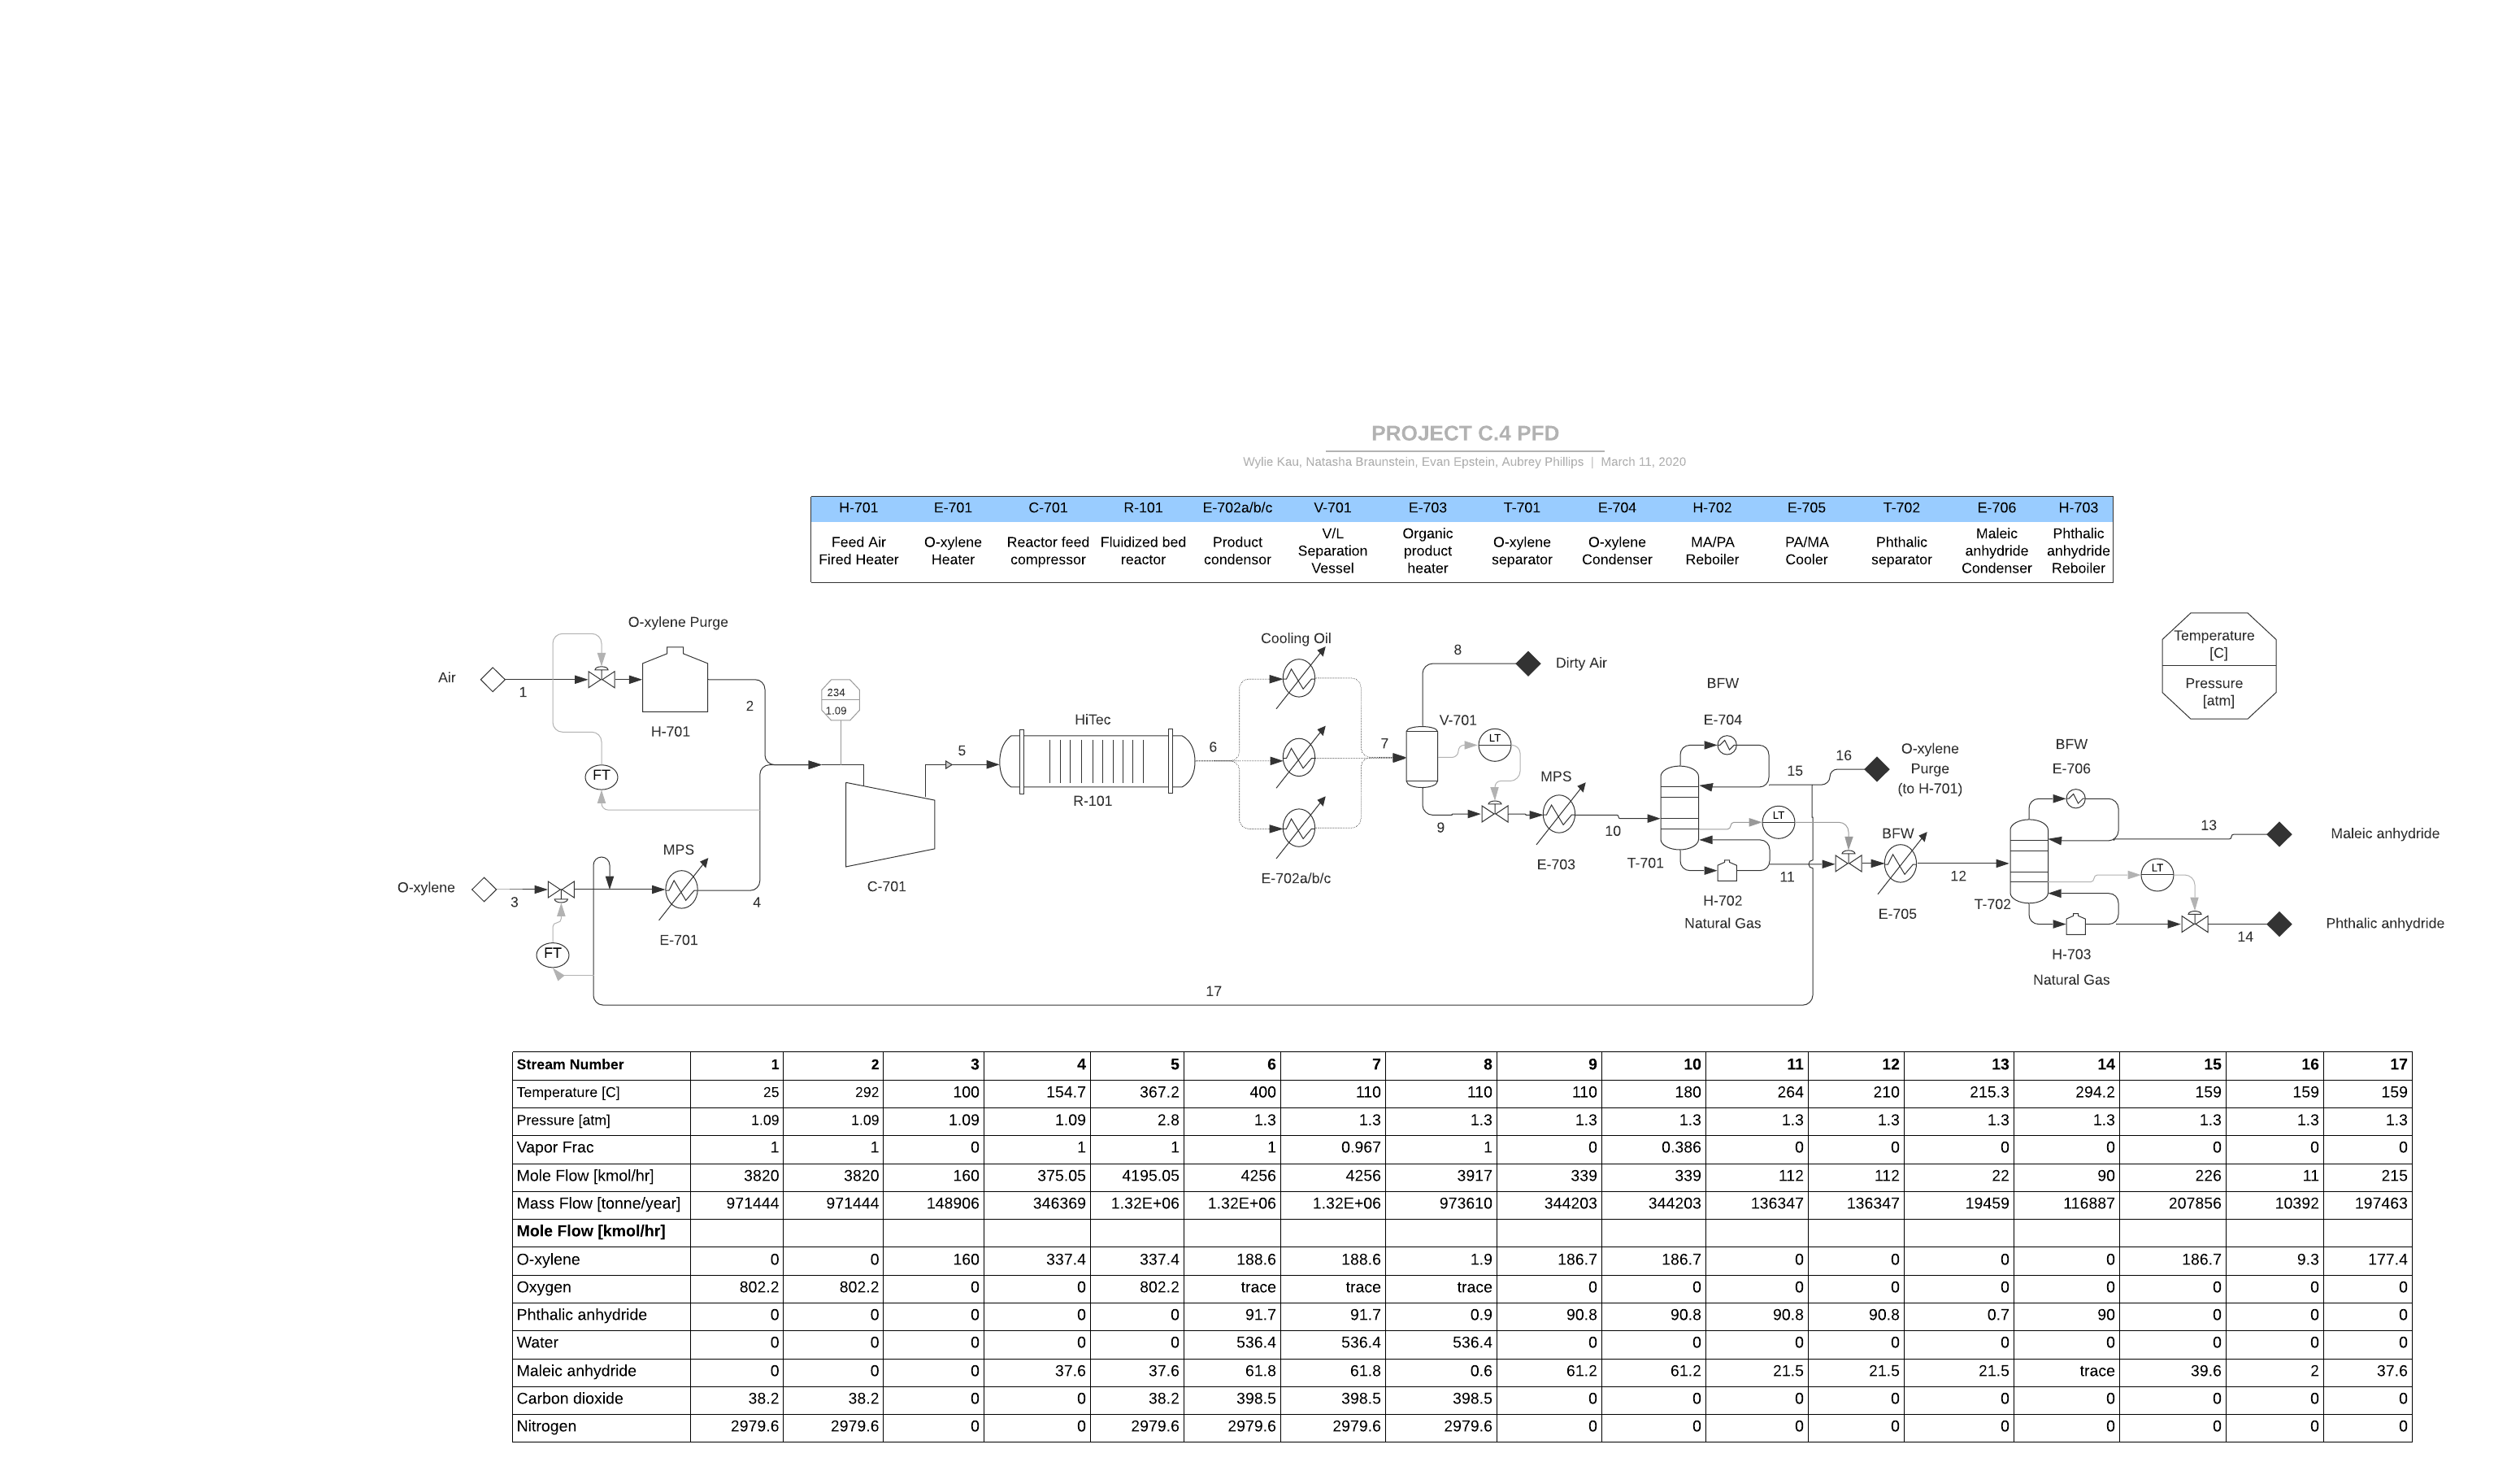 PROJECT C.4 PFD
Wylie Kau, Natasha Braunstein, Evan Epstein, Aubrey Phillips | March 11, 2020
H-701 E-701 C-701 R-101 E-702a/b/c V-701 E-703 T-701 E-704 H-702 E-705 T-702 E-706 H-703
Feed Air Fired Heater
O-xylene Heater
Reactor feed compressor
Fluidized bed reactor
Product condensor
V/L Separation Vessel
Organic product heater
O-xylene separator
O-xylene Condenser
MA/PA Reboiler
PA/MA Cooler
Phthalic separator
Maleic anhydride Condenser
Phthalic anhydride Reboiler
O-xylene Purge
Air
1
H-701
2
FT
234
1.09
O-xylene
3
FT
MPS
E-701
4
C-701
5
HiTec
R-101
6
Cooling Oil
E-702a/b/c
7
8
Dirty Air
V-701
LT
9
MPS
E-703
10
BFW
E-704
T-701
LT
H-702
Natural Gas
11
15
16
O-xylene
Purge
(to H-701)
BFW
E-705
12
BFW
E-706
T-702
LT
H-703
Natural Gas
13
Maleic anhydride
14
Phthalic anhydride
17
Temperature
[C]
Pressure
[atm]
Stream Number 1 2 3 4 5 6 7 8 9 10 11 12 13 14 15 16 17
Temperature [C] 25 292 100 154.7 367.2 400 110 110 110 180 264 210 215.3 294.2 159 159 159
Pressure [atm] 1.09 1.09 1.09 1.09 2.8 1.3 1.3 1.3 1.3 1.3 1.3 1.3 1.3 1.3 1.3 1.3 1.3
Vapor Frac 1 1 0 1 1 1 0.967 1 0 0.386 0 0 0 0 0 0 0
Mole Flow [kmol/hr] 3820 3820 160 375.05 4195.05 4256 4256 3917 339 339 112 112 22 90 226 11 215
Mass Flow [tonne/year] 971444 971444 148906 346369 1.32E+06 1.32E+06 1.32E+06 973610 344203 344203 136347 136347 19459 116887 207856 10392 197463
Mole Flow [kmol/hr]
O-xylene 0 0 160 337.4 337.4 188.6 188.6 1.9 186.7 186.7 0 0 0 0 186.7 9.3 177.4
Oxygen 802.2 802.2 0 0 802.2 trace trace trace 0 0 0 0 0 0 0 0 0
Phthalic anhydride 0 0 0 0 0 91.7 91.7 0.9 90.8 90.8 90.8 90.8 0.7 90 0 0 0
Water 0 0 0 0 0 536.4 536.4 536.4 0 0 0 0 0 0 0 0 0
Maleic anhydride 0 0 0 37.6 37.6 61.8 61.8 0.6 61.2 61.2 21.5 21.5 21.5 trace 39.6 2 37.6
Carbon dioxide 38.2 38.2 0 0 38.2 398.5 398.5 398.5 0 0 0 0 0 0 0 0 0
Nitrogen 2979.6 2979.6 0 0 2979.6 2979.6 2979.6 2979.6 0 0 0 0 0 0 0 0 0